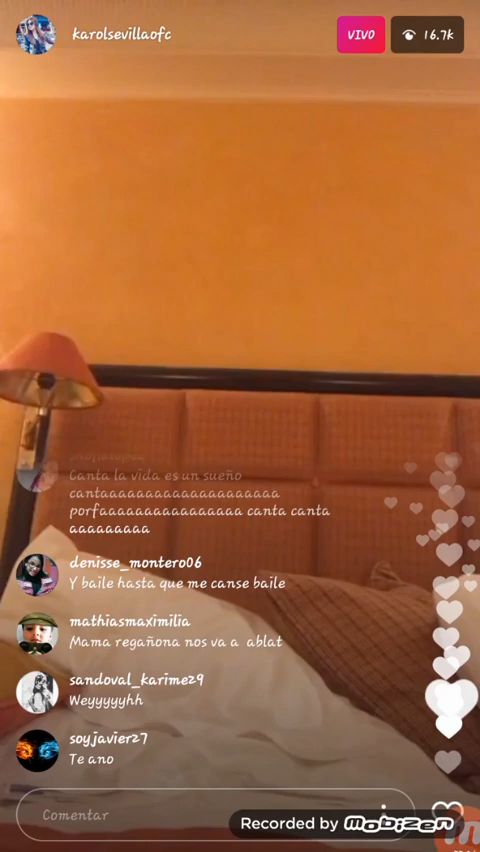 karolsevillaofc
VIVO
16.7k
Canta la vida es un sueño
cantaaaaaaaaaaaaaaaaaaaaa
porfaaaaaaaaaaaaaaaa canta canta
aaaaaaaaa
denisse_montero06
Y baile hasta que me canse baile
mathiasmaximilia
Mama regañona nos va a ablat
sandoval_karime29
Weyyyyyhh
soyjavier27
Te ano
Comentar
Recorded by mobizen